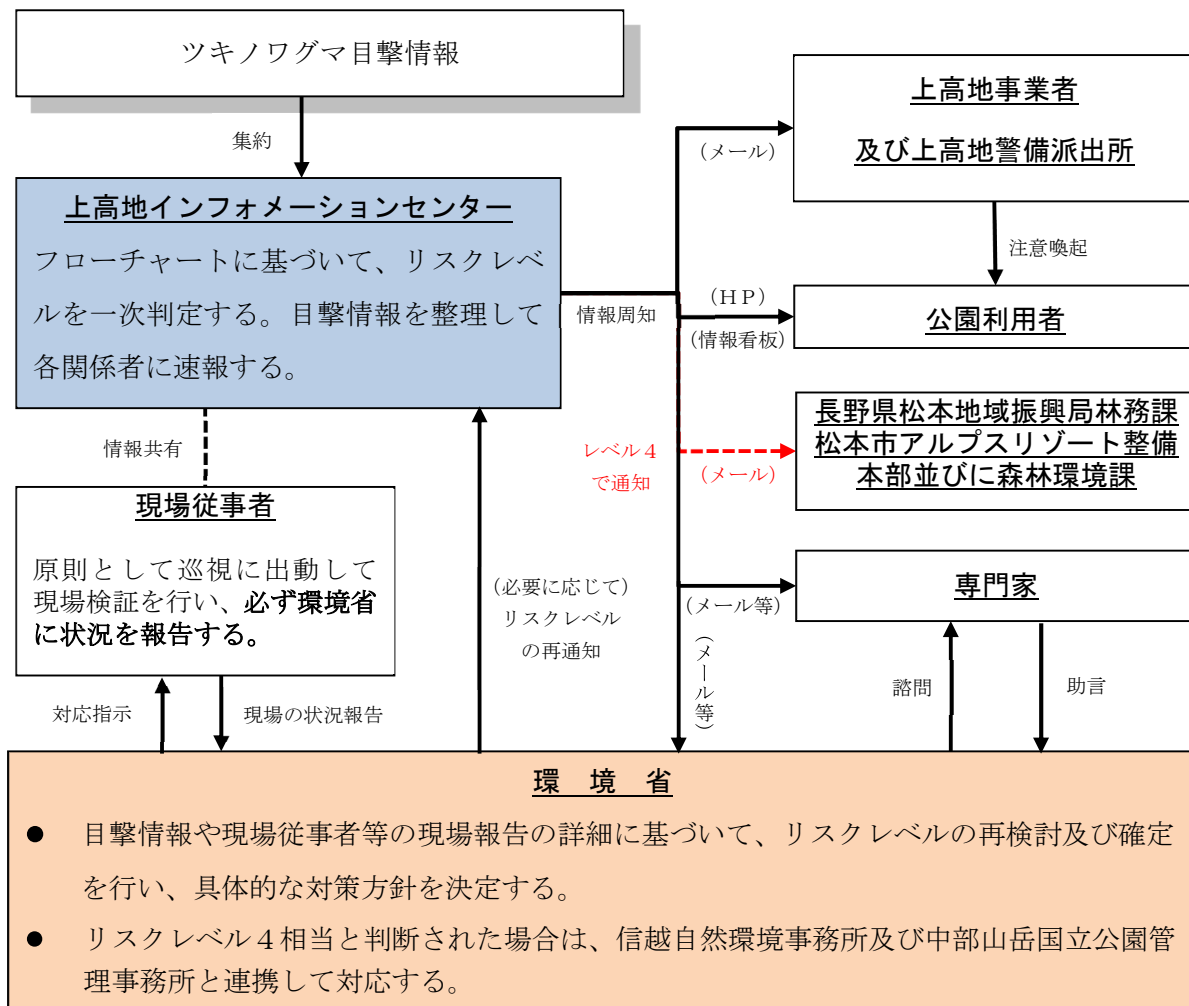 ツキノワグマ目撃情報
集約
上高地インフォメーションセンター
フローチャートに基づいて、リスクレベ
ルを一次判定する。目撃情報を整理して
各関係者に速報する。
情報周知
(メール)
上高地事業者
及び上高地警備派出所
注意喚起
(HP)
(情報看板)
公園利用者
レベル4
で通知
(メール)
長野県松本地域振興局林務課
松本市アルプスリゾート整備
本部並びに森林環境課
情報共有
現場従事者
原則として巡視に出動して
現場検証を行い、必ず環境省
に状況を報告する。
対応指示
現場の状況報告
(必要に応じて)
リスクレベル
の再通知
(メール等)
(メール等)
専門家
諮問
助言
環 境 省
● 目撃情報や現場従事者等の現場報告の詳細に基づいて、リスクレベルの再検討及び確定
を行い、具体的な対策方針を決定する。
● リスクレベル4相当と判断された場合は、信越自然環境事務所及び中部山岳国立公園管
理事務所と連携して対応する。